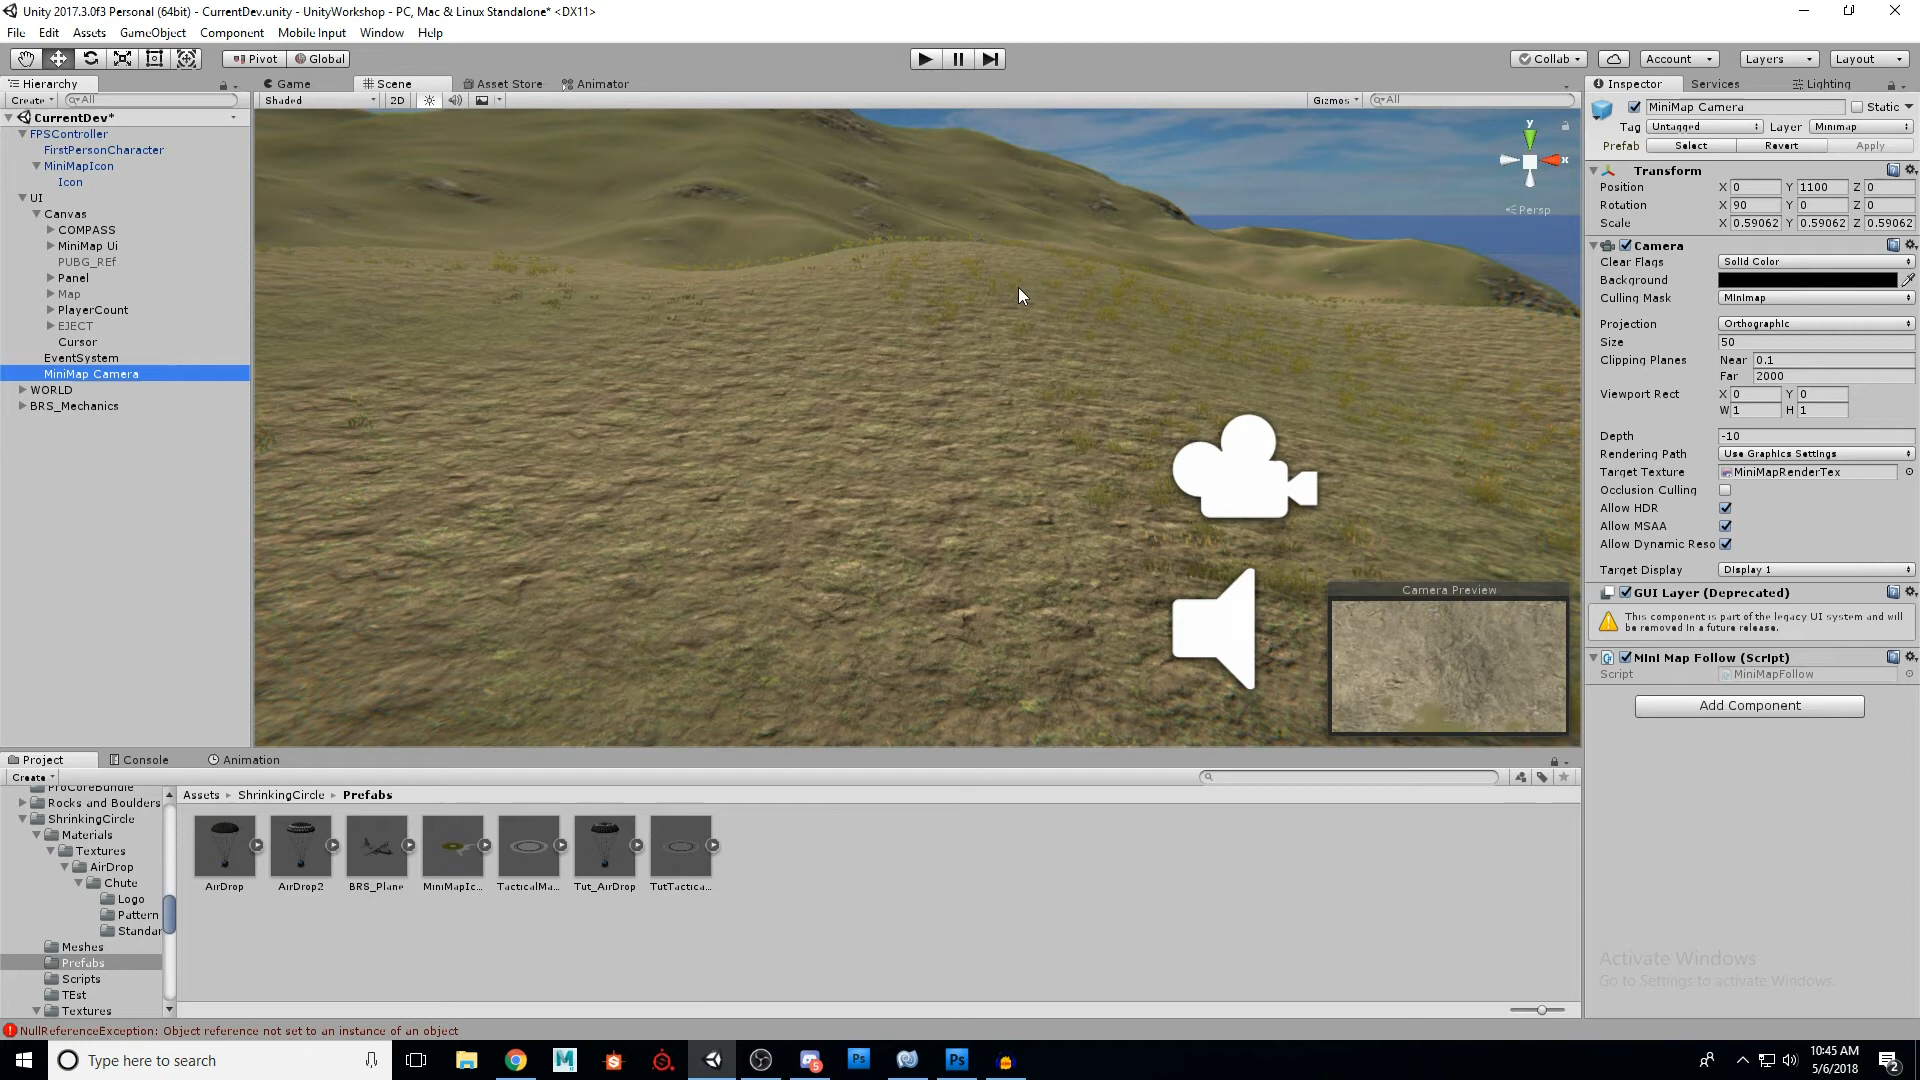 Unity 2017.3.0f3 Personal (64bit) - CurrentDev.unity - UnityWorkshop - PC, Mac & Linux Standalone* <DX11>
File Edit Assets GameObject Component Mobile Input Window Help
Pivot Global Collab Account Layers Layout
Hierarchy Game Scene Asset Store Animator Inspector Services Lighting
Create All Shaded 2D Gizmos All
MiniMap Camera Static
CurrentDev*
Tag Untagged Layer Minimap
FPSController
Prefab Select Revert Apply
FirstPersonCharacter
MiniMapIcon
Icon
UI
Canvas
COMPASS
MiniMap Ui
PUBG_REf
Panel
Map
PlayerCount
EJECT
Cursor
EventSystem
MiniMap Camera
WORLD
BRS_Mechanics
y
x
Persp
Camera Preview
Transform
Position X 0 Y 1100 Z 0
Rotation X 90 Y 0 Z 0
Scale X 0.59062 Y 0.59062 Z 0.59062
Camera
Clear Flags Solid Color
Background
Culling Mask Minimap
Projection Orthographic
Size 50
Clipping Planes Near 0.1
Far 2000
Viewport Rect X 0 Y 0
W 1 H 1
Depth -10
Rendering Path Use Graphics Settings
Target Texture MiniMapRenderTex
Occlusion Culling
Allow HDR
Allow MSAA
Allow Dynamic Reso
Target Display Display 1
GUI Layer (Deprecated)
This component is part of the legacy UI system and will
be removed in a future release.
Mini Map Follow (Script)
Script MiniMapFollow
Add Component
Project Console Animation
Create
ProCoreBundle
Rocks and Boulders
ShrinkingCircle
Materials
Textures
AirDrop
Chute
Logo
Pattern
Standar
Meshes
Prefabs
Scripts
TEst
Textures
Assets ShrinkingCircle Prefabs
AirDrop AirDrop2 BRS_Plane MiniMapIc... TacticalMa... Tut_AirDrop TutTactica...
Activate Windows
Go to Settings to activate Windows.
NullReferenceException: Object reference not set to an instance of an object
Type here to search
M
5
Ps
Ps
10:45 AM
5/6/2018
2